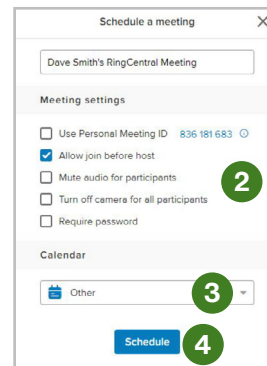 Schedule a meeting
Dave Smith's RingCentral Meeting
Meeting settings
Use Personal Meeting ID 836 181 683
Allow join before host
Mute audio for participants
2
Turn off camera for all participants
Require password
Calendar
Other 3
Schedule 4